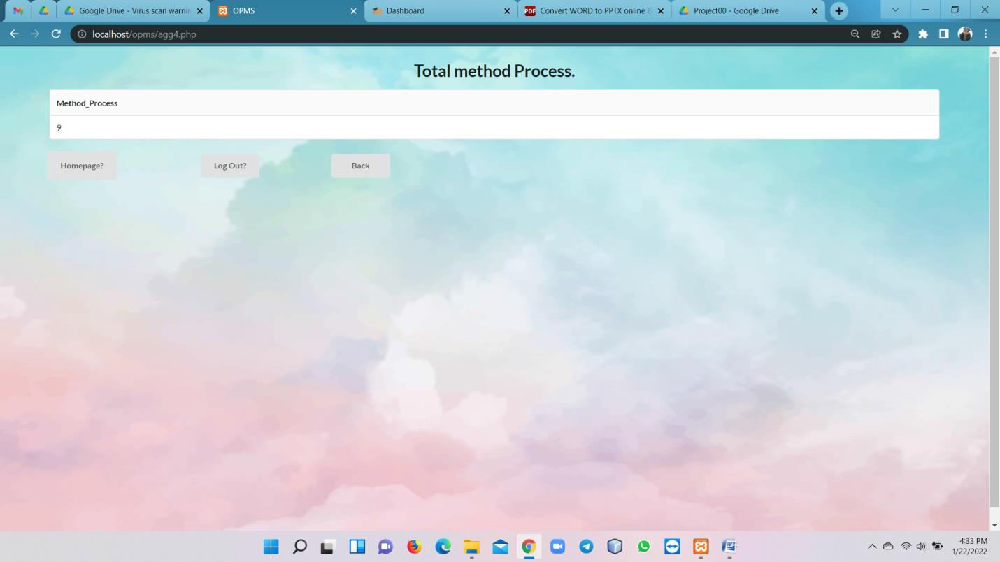 Google Drive - Virus scan warnin
OPMS
Dashboard
Convert WORD to PPTX online &
Project00 - Google Drive
localhost/opms/agg4.php
Total method Process.
Method_Process
9
Homepage?
Log Out?
Back
4:33 PM
1/22/2022